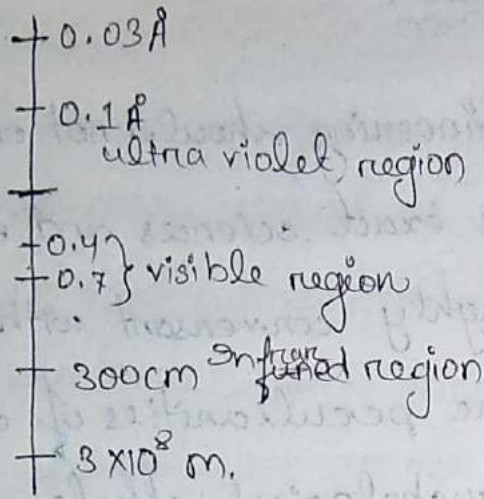 0.03Å
0.1Å
ultra violet region
0.4
0.7 } visible region
300cm Infrared region
3×10⁸ m.